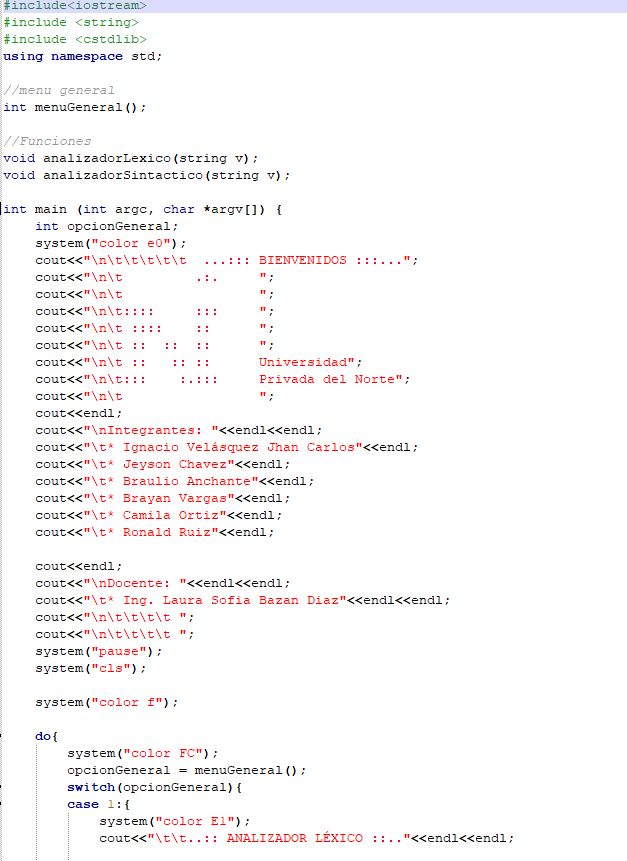 #include<iostream>
#include <string>
#include <cstdlib>
using namespace std;

//menu general
int menuGeneral();

//Funciones
void analizadorLexico(string v);
void analizadorSintactico(string v);

int main (int argc, char *argv[]) {
    int opcionGeneral;
    system("color e0");
    cout<<"\n\t\t\t\t\t  ...::: BIENVENIDOS :::...";
    cout<<"\n\t         .:.     ";
    cout<<"\n\t                 ";
    cout<<"\n\t::::     :::     ";
    cout<<"\n\t ::::    ::      ";
    cout<<"\n\t ::  ::  ::      ";
    cout<<"\n\t ::   :: ::      Universidad";
    cout<<"\n\t:::    :.:::     Privada del Norte";
    cout<<"\n\t                 ";
    cout<<endl;
    cout<<"\nIntegrantes: "<<endl<<endl;
    cout<<"\t* Ignacio Velásquez Jhan Carlos"<<endl;
    cout<<"\t* Jeyson Chavez"<<endl;
    cout<<"\t* Braulio Anchante"<<endl;
    cout<<"\t* Brayan Vargas"<<endl;
    cout<<"\t* Camila Ortiz"<<endl;
    cout<<"\t* Ronald Ruiz"<<endl;

    cout<<endl;
    cout<<"\nDocente: "<<endl<<endl;
    cout<<"\t* Ing. Laura Sofia Bazan Diaz"<<endl<<endl;
    cout<<"\n\t\t\t\t ";
    cout<<"\n\t\t\t\t ";
    system("pause");
    system("cls");

    system("color f");

    do{
        system("color FC");
        opcionGeneral = menuGeneral();
        switch(opcionGeneral){
        case 1:{
            system("color E1");
            cout<<"\t\t..:: ANALIZADOR LÉXICO ::.."<<endl<<endl;